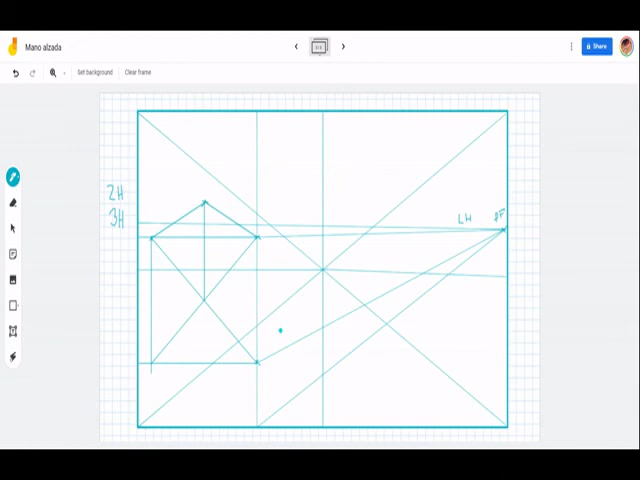 Mano alzada
Share
Set background
Clear frame
2H
3H
LH
PF